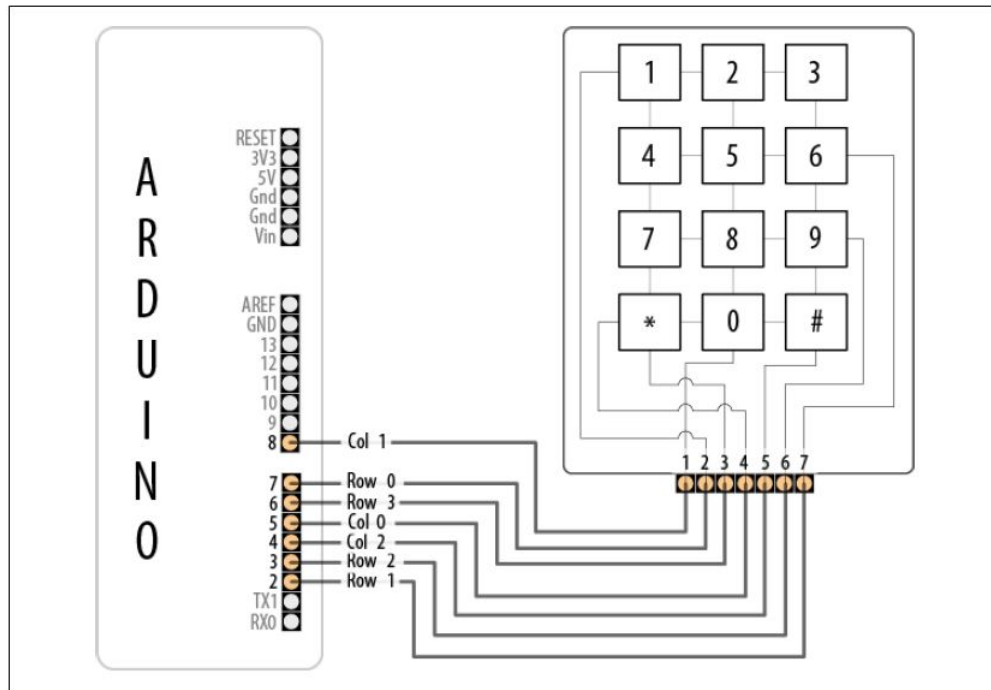 ARDUINO
RESET
3V3
5V
Gnd
Gnd
Vin
AREF
GND
13
12
11
10
9
8 Col 1
7 Row 0
6 Row 3
5 Col 0
4 Col 2
3 Row 2
2 Row 1
TX1
RX0
1 2 3
4 5 6
7 8 9
* 0 #
1 2 3 4 5 6 7